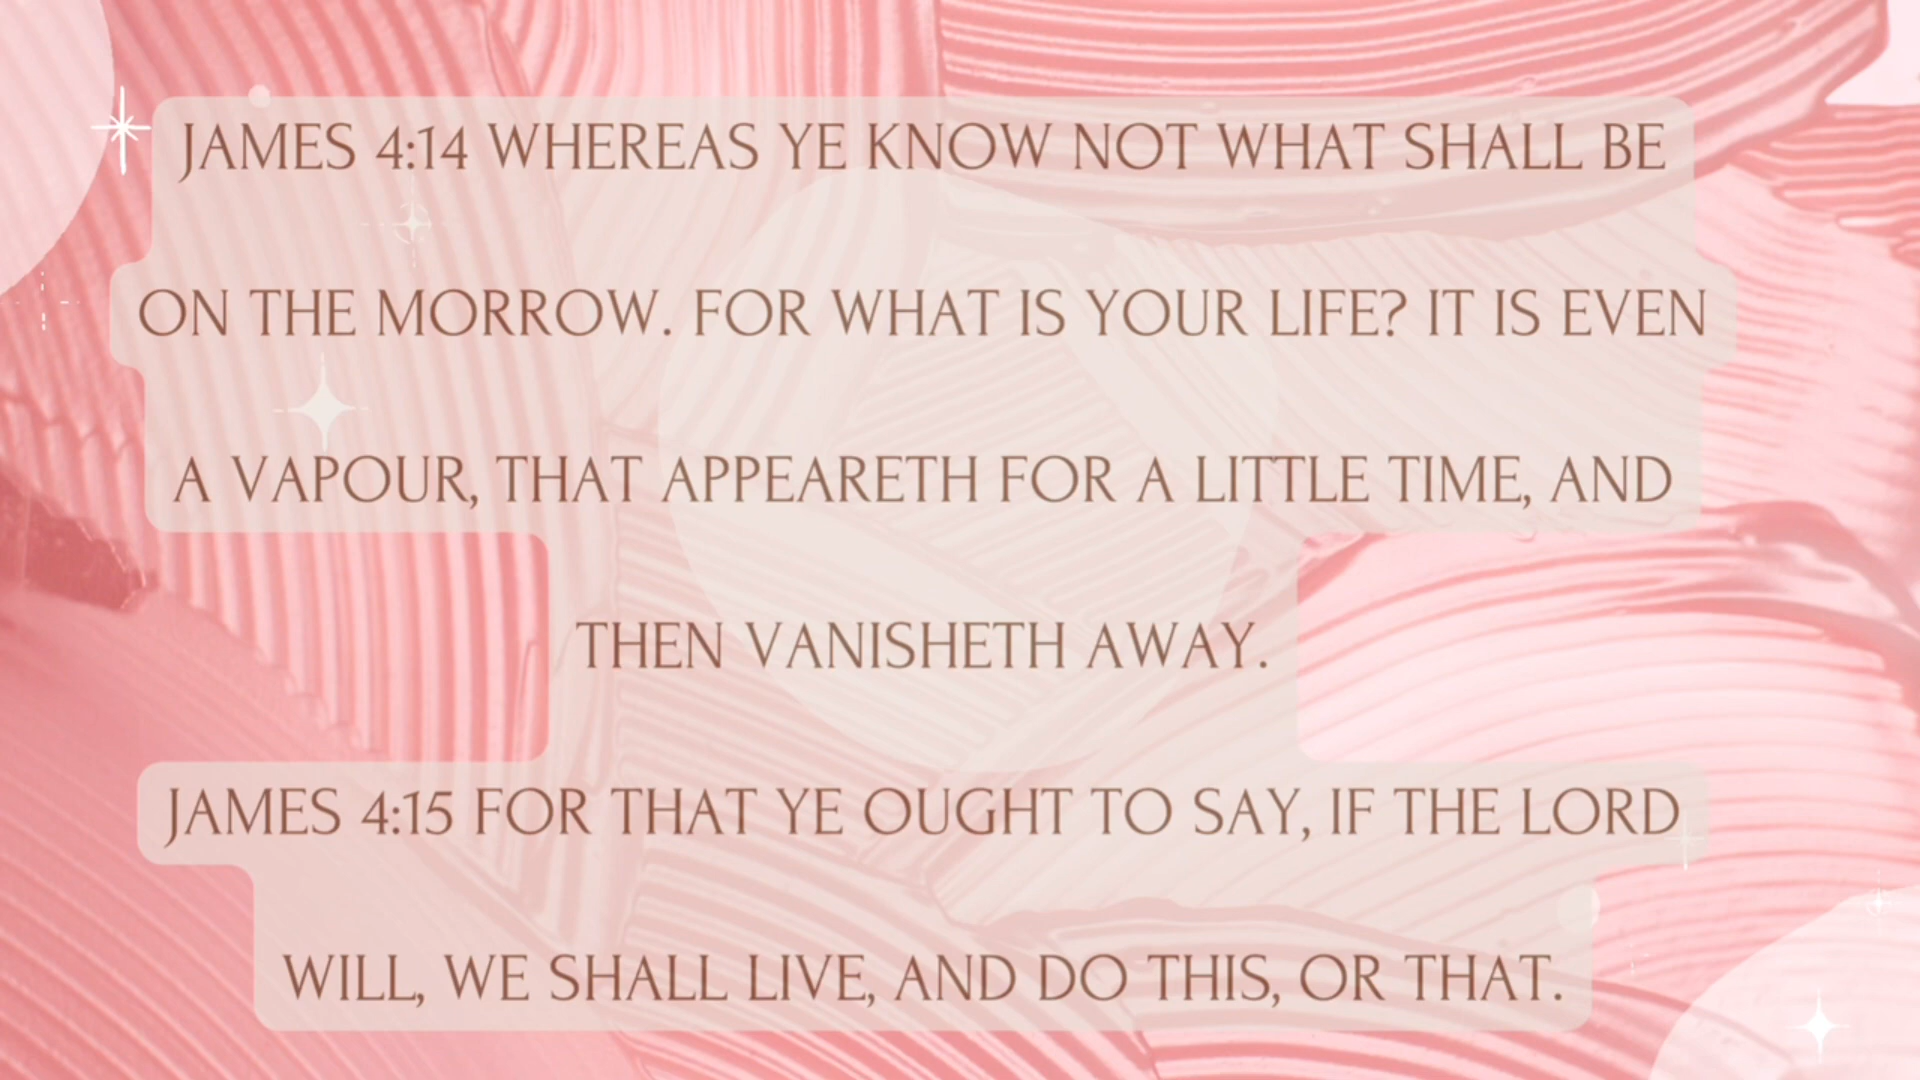 JAMES 4:14 WHEREAS YE KNOW NOT WHAT SHALL BE
ON THE MORROW. FOR WHAT IS YOUR LIFE? IT IS EVEN
A VAPOUR, THAT APPEARETH FOR A LITTLE TIME, AND
THEN VANISHETH AWAY.
JAMES 4:15 FOR THAT YE OUGHT TO SAY, IF THE LORD
WILL, WE SHALL LIVE, AND DO THIS, OR THAT.